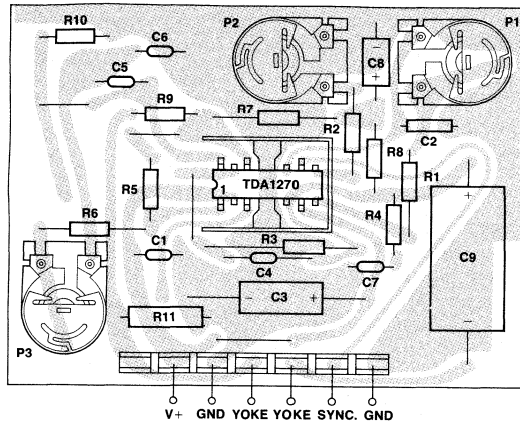 R10
C6
P2
P1
C8
C5
R9
R7
R2
C2
R8
TDA1270
1
R5
R1
R4
R6
R3
C1
C4
C7
C9
C3
R11
P3
V+ GND YOKE YOKE SYNC. GND